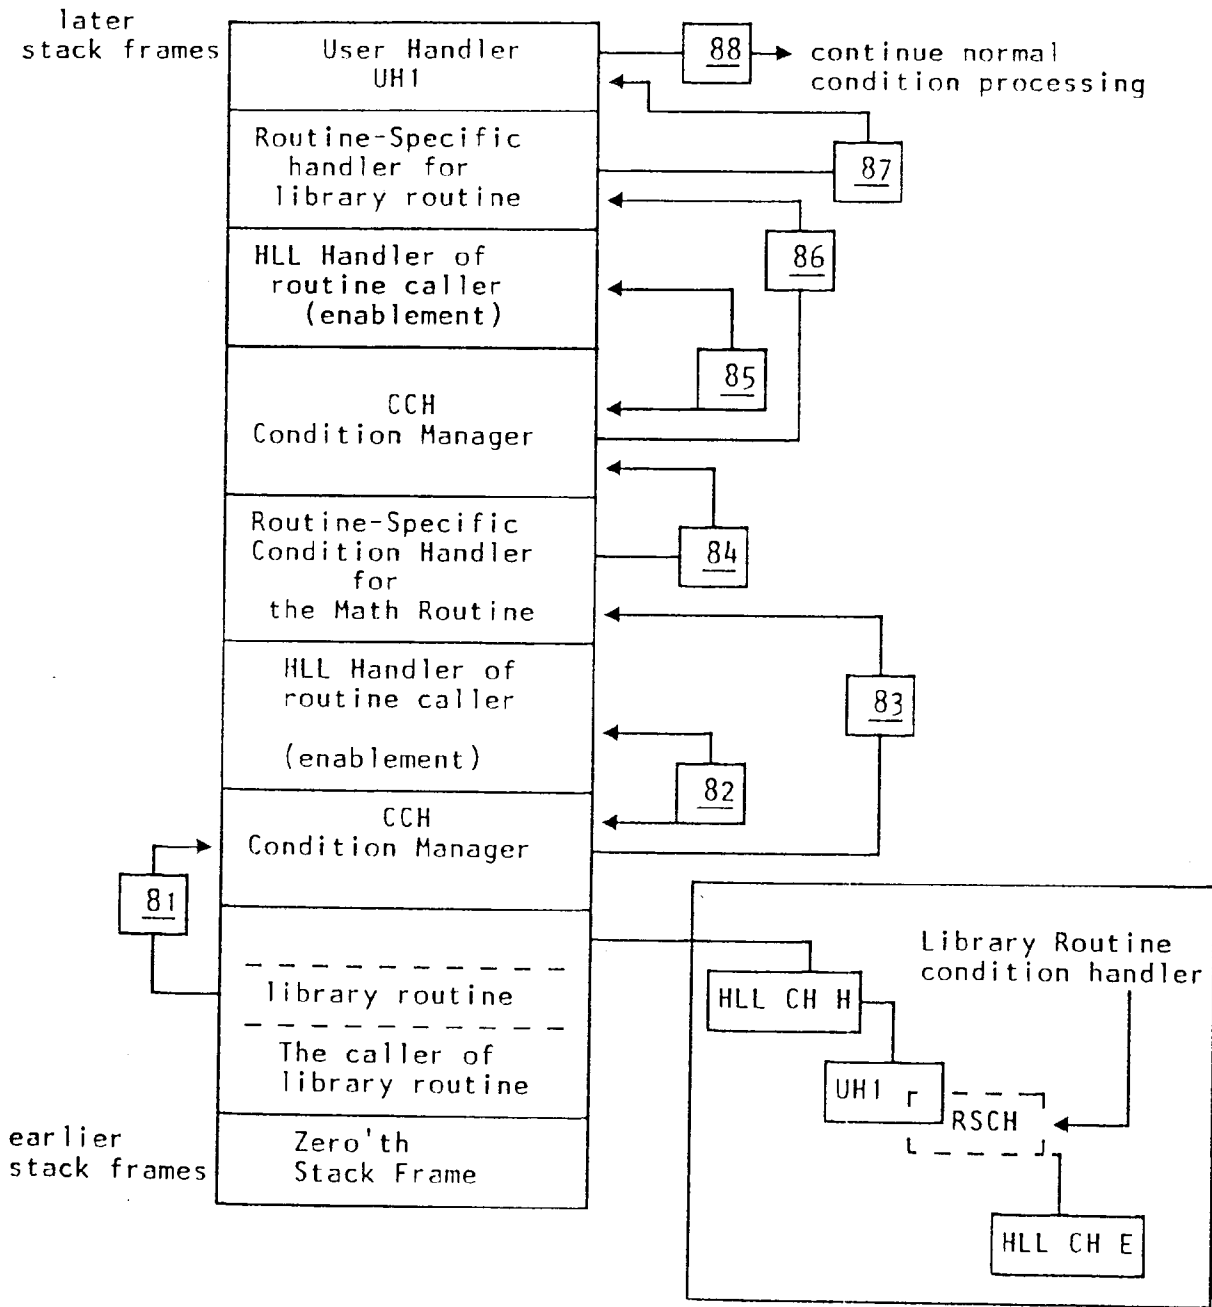 later
stack frames
User Handler
UH1
88
continue normal
condition processing
Routine-Specific
handler for
library routine
87
HLL Handler of
routine caller
(enablement)
86
85
CCH
Condition Manager
Routine-Specific
Condition Handler
for
the Math Routine
84
HLL Handler of
routine caller
(enablement)
83
82
CCH
Condition Manager
81
library routine
The caller of
library routine
earlier
stack frames
Zero'th
Stack Frame
Library Routine
condition handler
HLL CH H
UH1
RSCH
HLL CH E